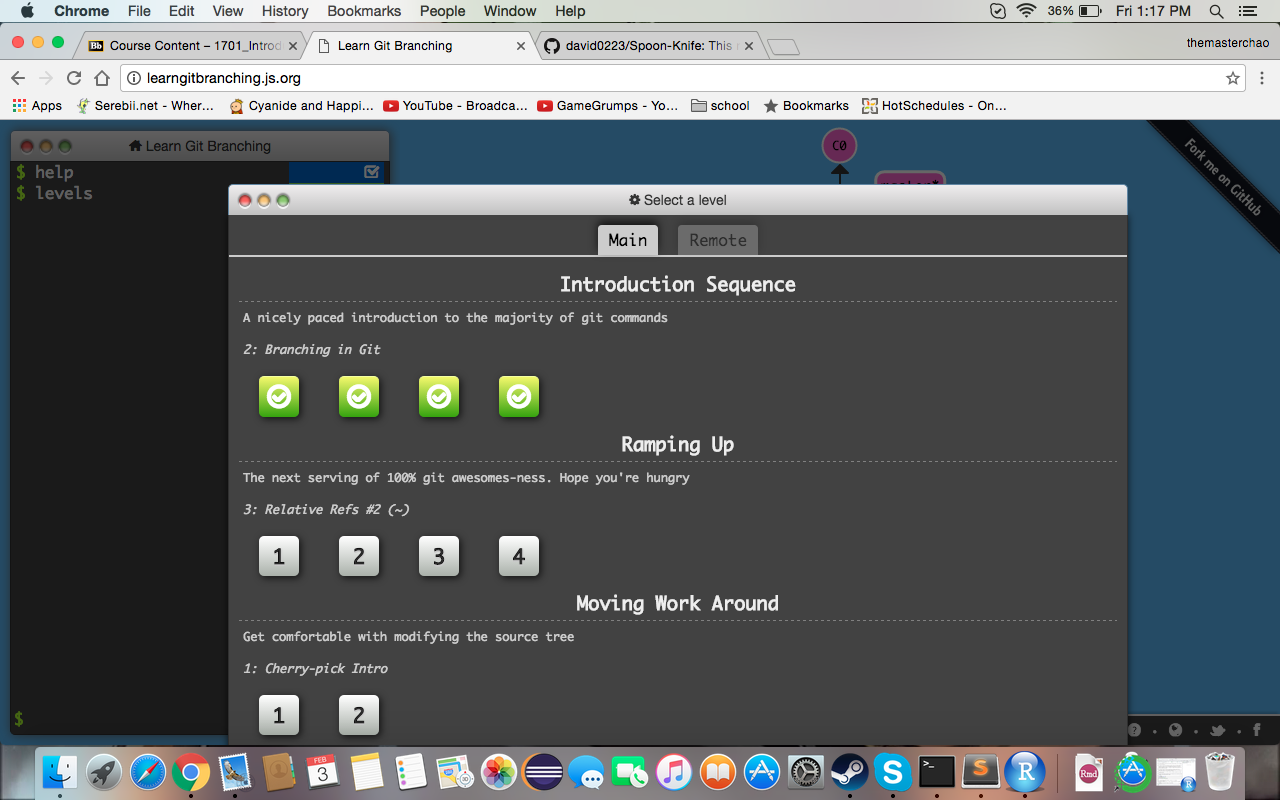 Chrome File Edit View History Bookmarks People Window Help 36% Fri 1:17 PM
Bb Course Content – 1701_Introd Learn Git Branching david0223/Spoon-Knife: This themasterchao
learngitbranching.js.org
Apps Serebii.net - Wher... Cyanide and Happi... YouTube - Broadca... GameGrumps - Yo... school Bookmarks HotSchedules - On...
Learn Git Branching
$ help
$ levels
C0
Fork me on GitHub
Select a level
Main Remote
Introduction Sequence
A nicely paced introduction to the majority of git commands
2: Branching in Git
Ramping Up
The next serving of 100% git awesomes-ness. Hope you're hungry
3: Relative Refs #2 (~)
1 2 3 4
Moving Work Around
Get comfortable with modifying the source tree
1: Cherry-pick Intro
1 2
$
FEB
3
Rmd